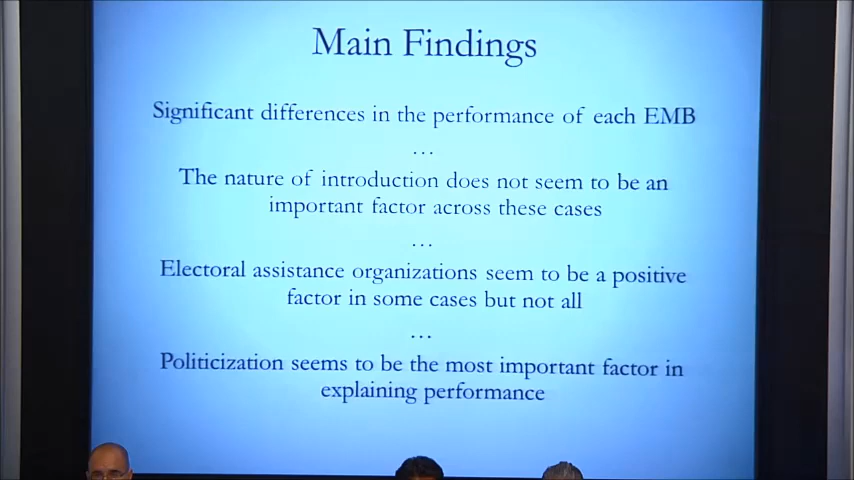 Main Findings
Significant differences in the performance of each EMB
…
The nature of introduction does not seem to be an
important factor across these cases
…
Electoral assistance organizations seem to be a positive
factor in some cases but not all
…
Politicization seems to be the most important factor in
explaining performance